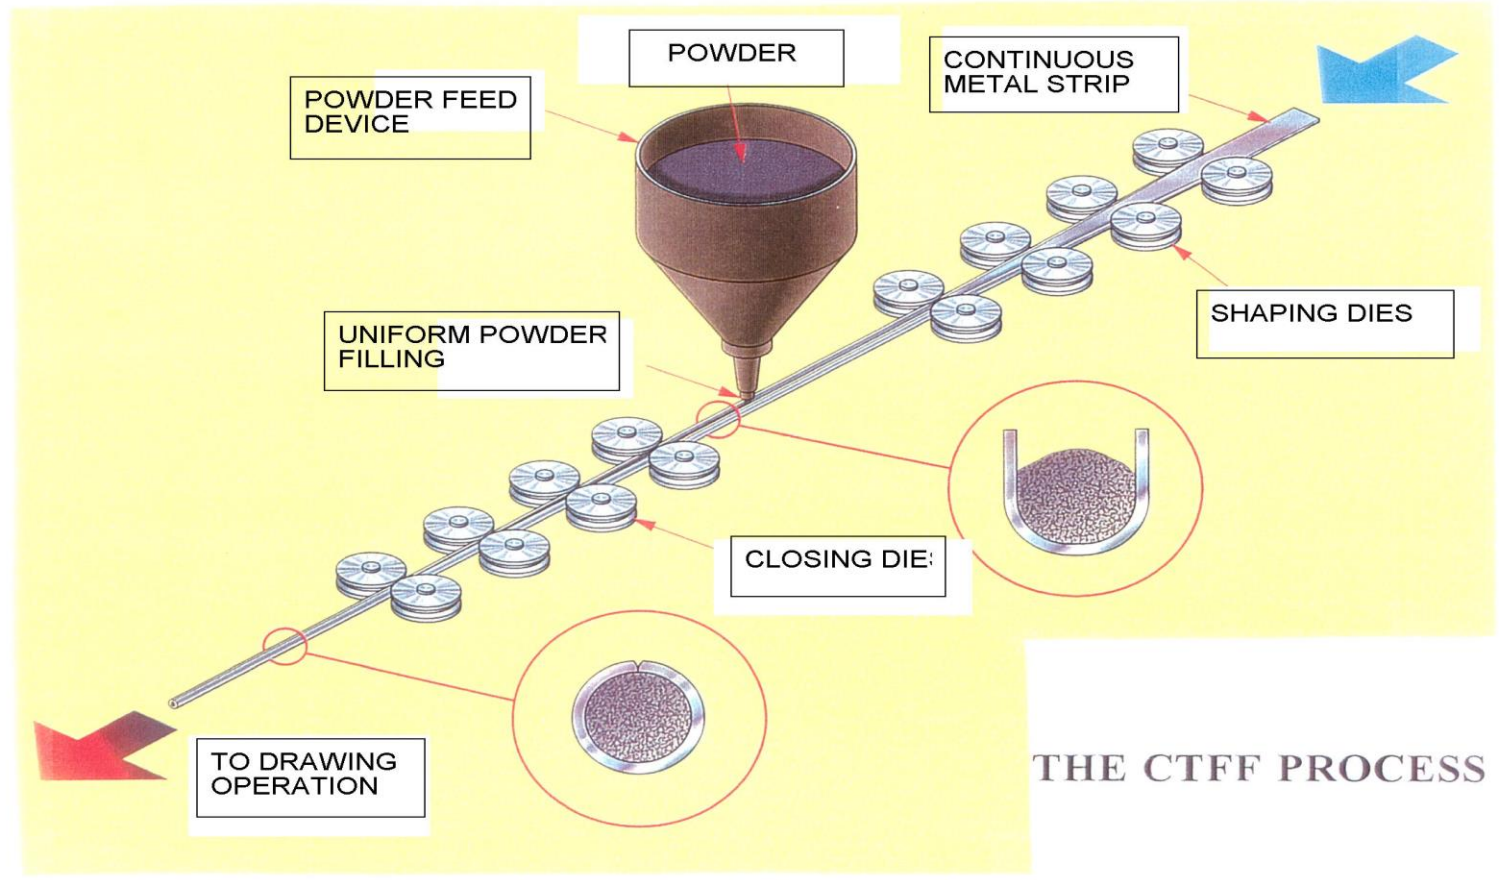 POWDER
CONTINUOUS
METAL STRIP
POWDER FEED
DEVICE
SHAPING DIES
UNIFORM POWDER
FILLING
CLOSING DIES
TO DRAWING
OPERATION
THE CTFF PROCESS